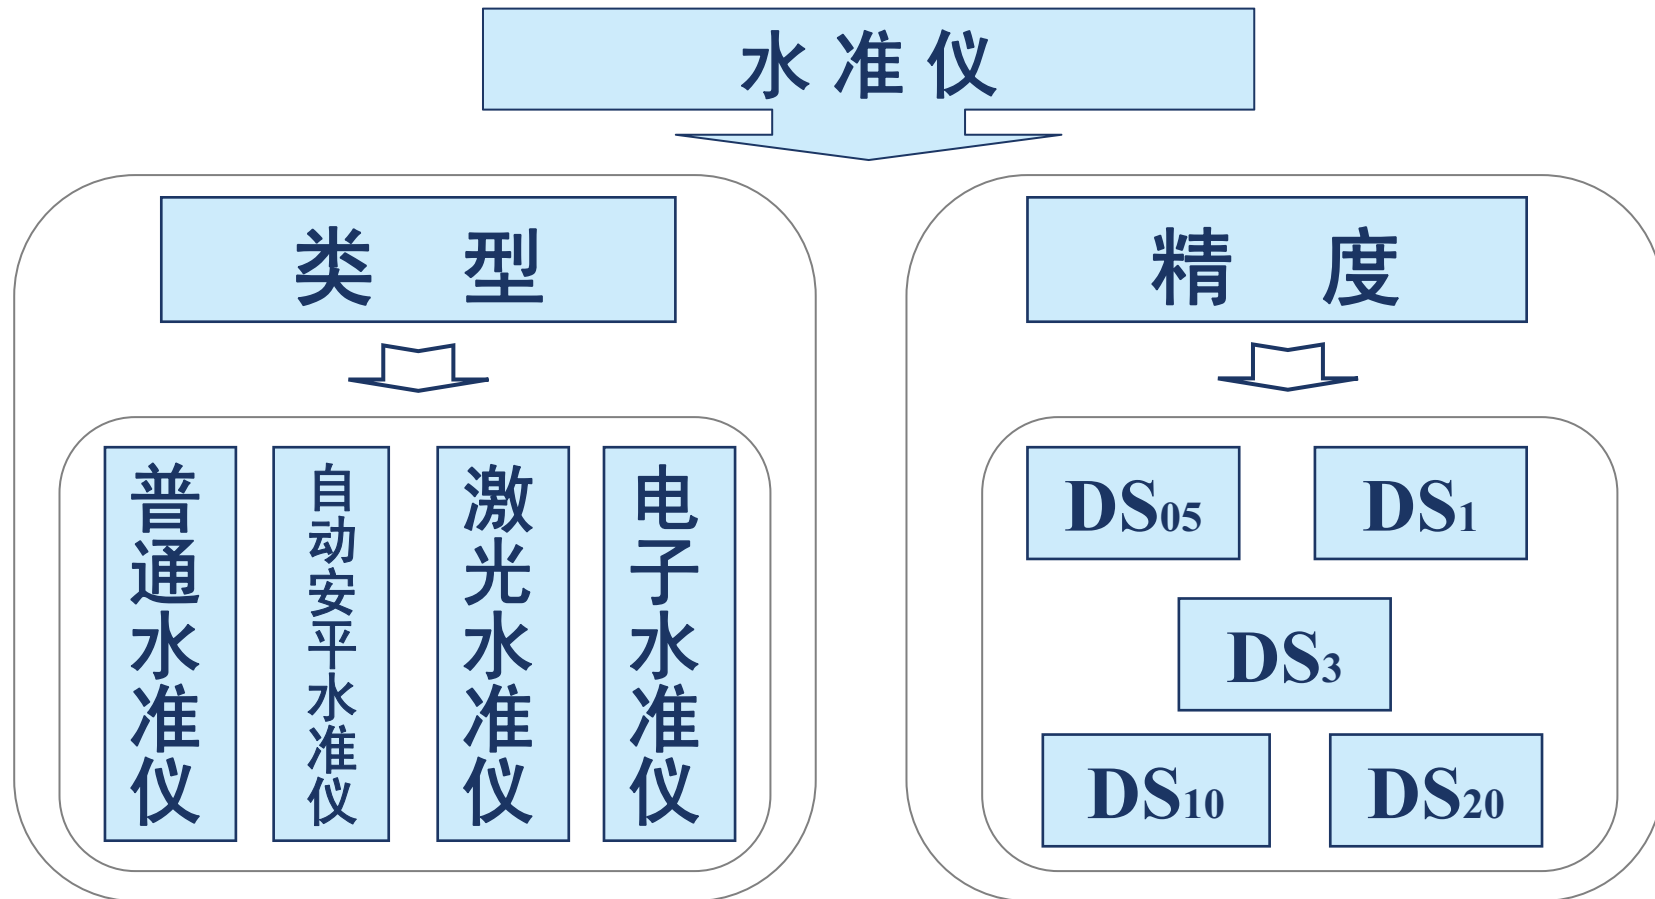 水准仪
类 型
精 度
普通水准仪
自动安平水准仪
激光水准仪
电子水准仪
DS05
DS1
DS3
DS10
DS20